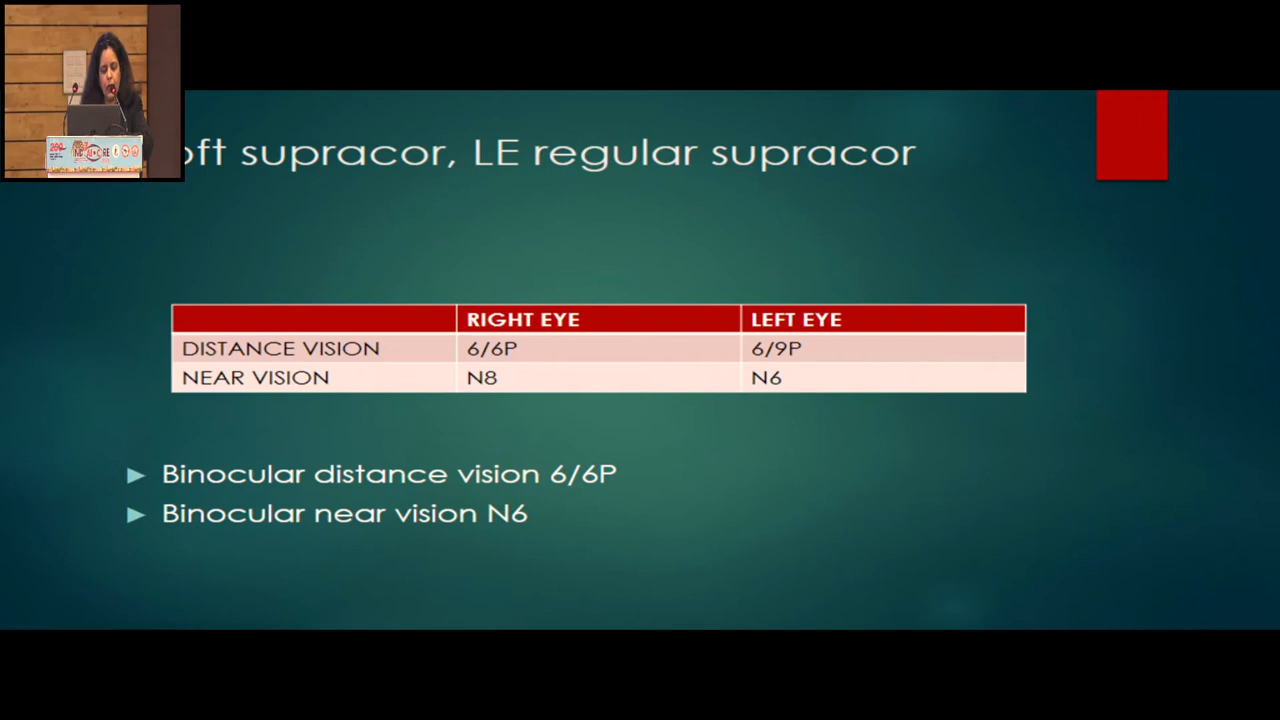 supracor, LE regular supracor
RIGHT EYE LEFT EYE
DISTANCE VISION 6/6P 6/9P
NEAR VISION N8 N6
Binocular distance vision 6/6P
Binocular near vision N6